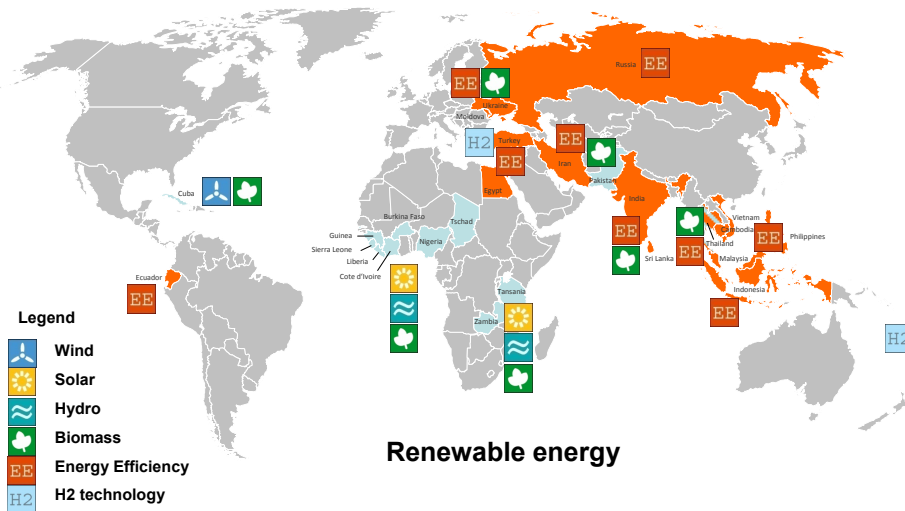 Russia EE
EE
Ukraine
Moldova
H2
Turkey
EE
EE
Iran
Pakista
Egypt
India
Cuba
Burkina Faso
Tschad
Guinea
Nigeria
Sierra Leone
Liberia
Cote d'Ivoire
Vietnam
Cambodia
Thailand
EE
Philippines
EE
Sri Lanka
EE
Malaysia
Indonesia
EE
Ecuador
EE
Tansania
Zambia
H2
Legend
Wind
Solar
Hydro
Biomass
EE Energy Efficiency
H2 H2 technology
Renewable energy